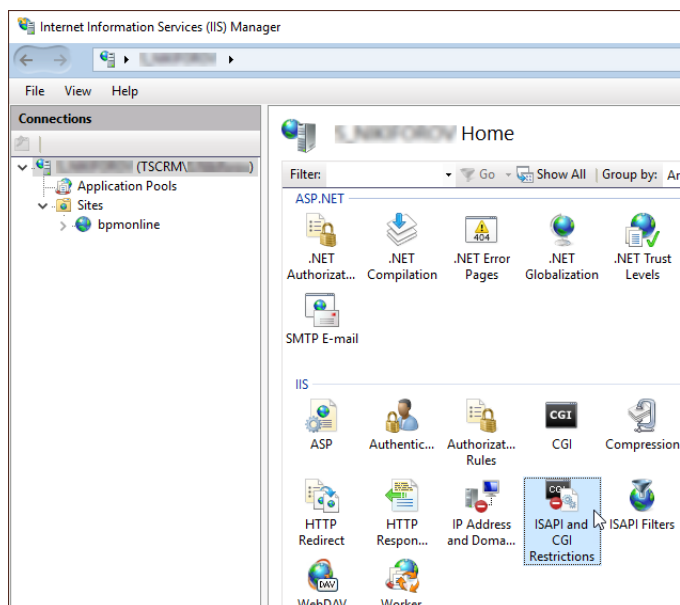 Internet Information Services (IIS) Manager
File View Help
Connections
(TSCRM\
Application Pools
Sites
bpmonline
Home
Filter: Go Show All Group by:
ASP.NET
.NET Authorizat... .NET Compilation .NET Error Pages .NET Globalization .NET Trust Levels
SMTP E-mail
IIS
ASP Authentic... Authorizat... Rules CGI Compression
HTTP Redirect HTTP Respon... IP Address and Doma... ISAPI and CGI Restrictions ISAPI Filters
WebDAV Worker